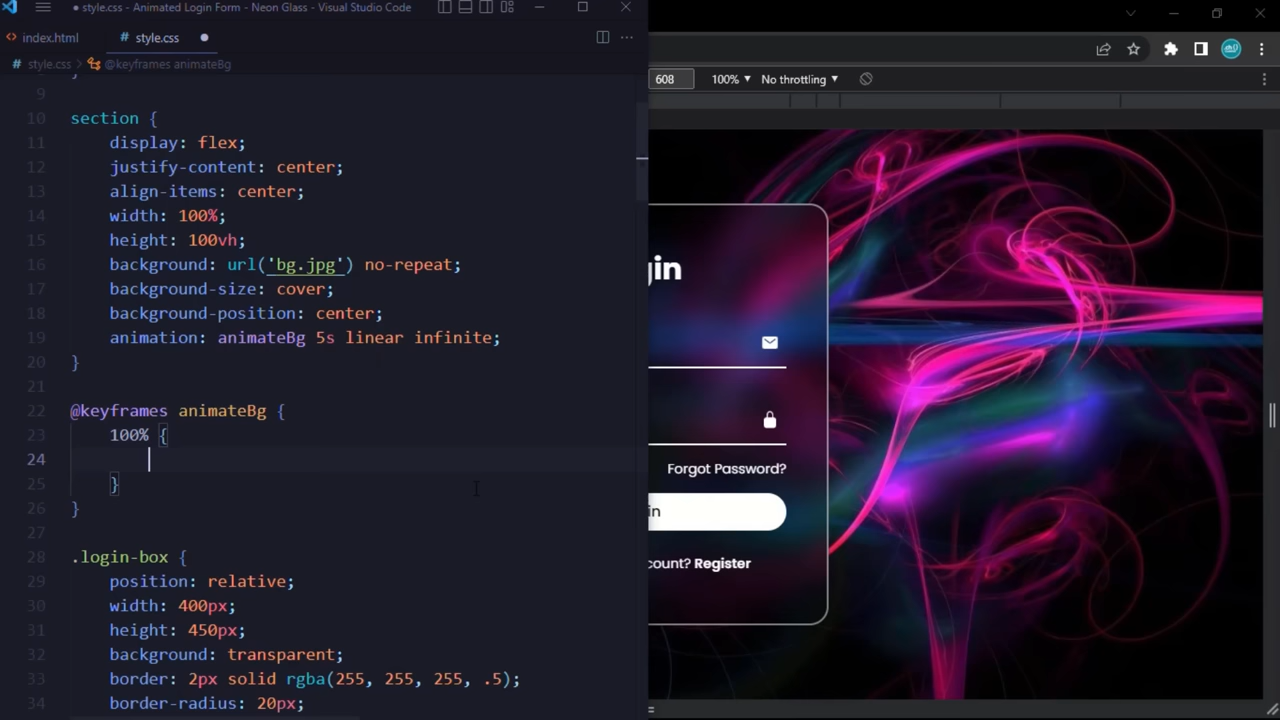 style.css - Animated Login Form - Neon Glass - Visual Studio Code
index.html
# style.css
# style.css
@keyframes animateBg
608
100%
No throttling
}
9
10 section {
11 display: flex;
12 justify-content: center;
13 align-items: center;
14 width: 100%;
15 height: 100vh;
16 background: url('bg.jpg') no-repeat;
17 background-size: cover;
18 background-position: center;
19 animation: animateBg 5s linear infinite;
20 }
21
22 @keyframes animateBg {
23 100% {
24
25 }
26 }
27
28 .login-box {
29 position: relative;
30 width: 400px;
31 height: 450px;
32 background: transparent;
33 border: 2px solid rgba(255, 255, 255, .5);
34 border-radius: 20px;
gin
Forgot Password?
in
count? Register